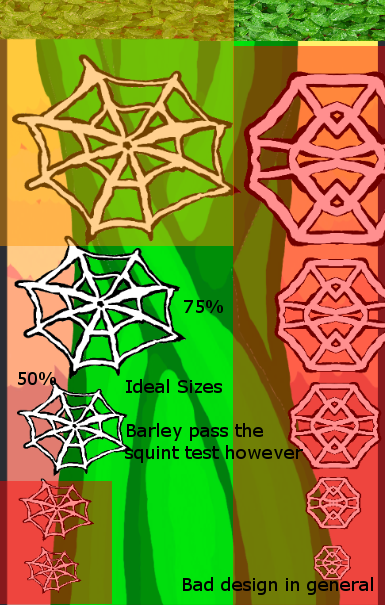 75%
50%
Ideal Sizes
Barley pass the
squint test however
Bad design in general